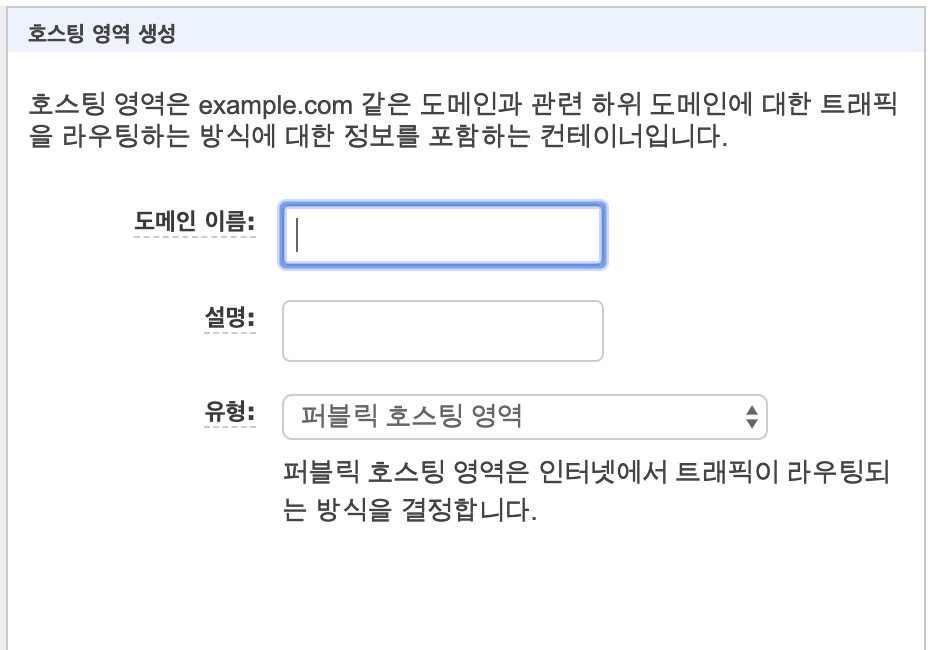 호스팅 영역 생성
호스팅 영역은 example.com 같은 도메인과 관련 하위 도메인에 대한 트래픽
을 라우팅하는 방식에 대한 정보를 포함하는 컨테이너입니다.
도메인 이름:
설명:
유형: 퍼블릭 호스팅 영역
퍼블릭 호스팅 영역은 인터넷에서 트래픽이 라우팅되
는 방식을 결정합니다.